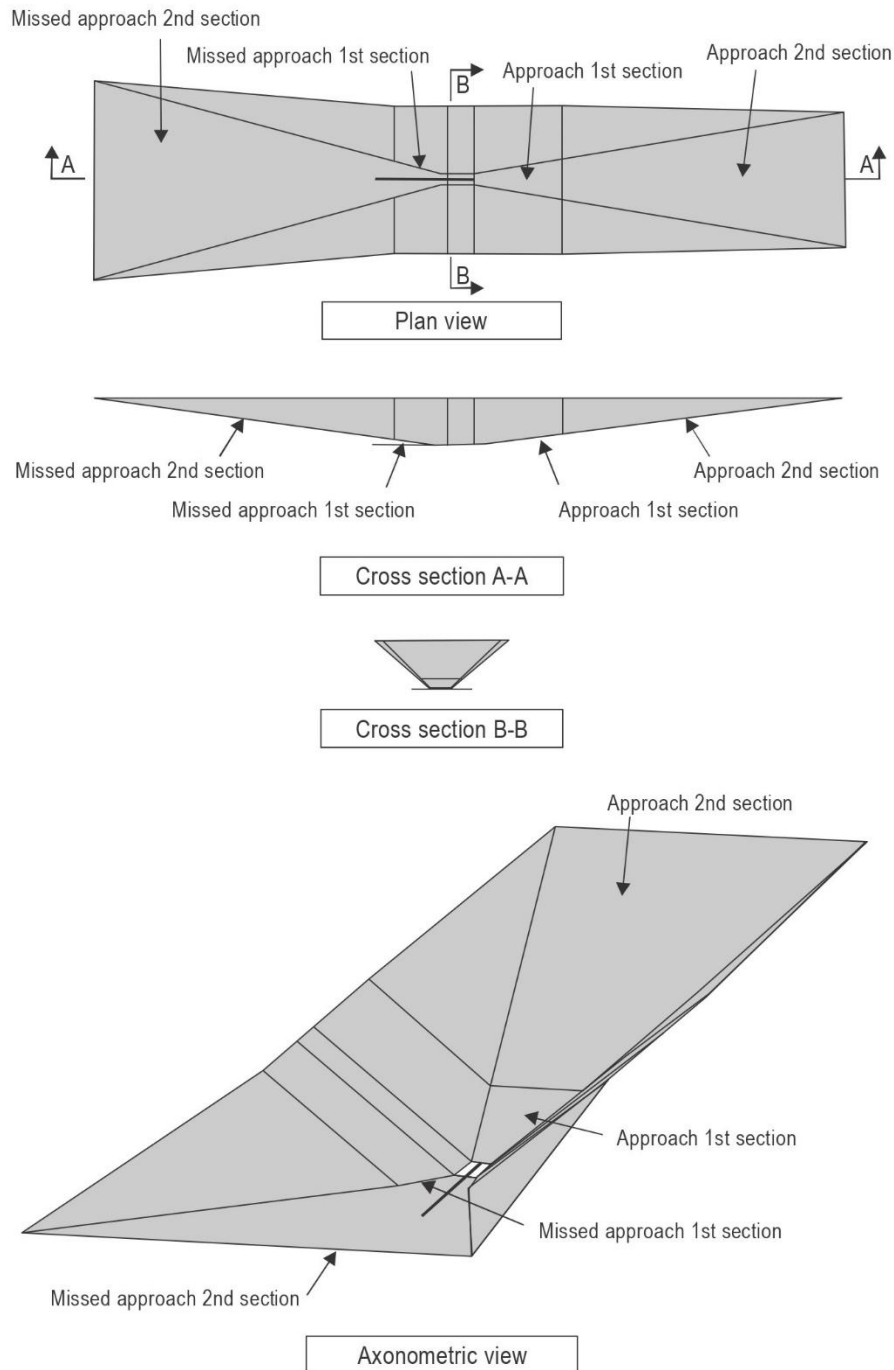 Missed approach 2nd section
Missed approach 1st section
B
Approach 1st section
Approach 2nd section
A
A
B
Plan view
Missed approach 2nd section
Approach 2nd section
Missed approach 1st section
Approach 1st section
Cross section A-A
Cross section B-B
Approach 2nd section
Approach 1st section
Missed approach 1st section
Missed approach 2nd section
Axonometric view